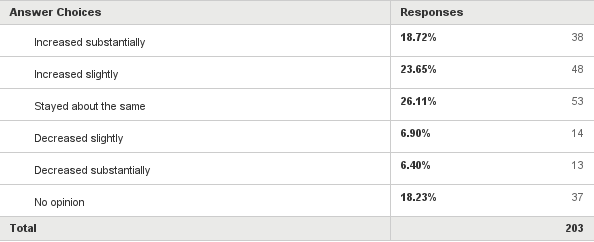 Answer Choices Responses
Increased substantially 18.72% 38
Increased slightly 23.65% 48
Stayed about the same 26.11% 53
Decreased slightly 6.90% 14
Decreased substantially 6.40% 13
No opinion 18.23% 37
Total 203